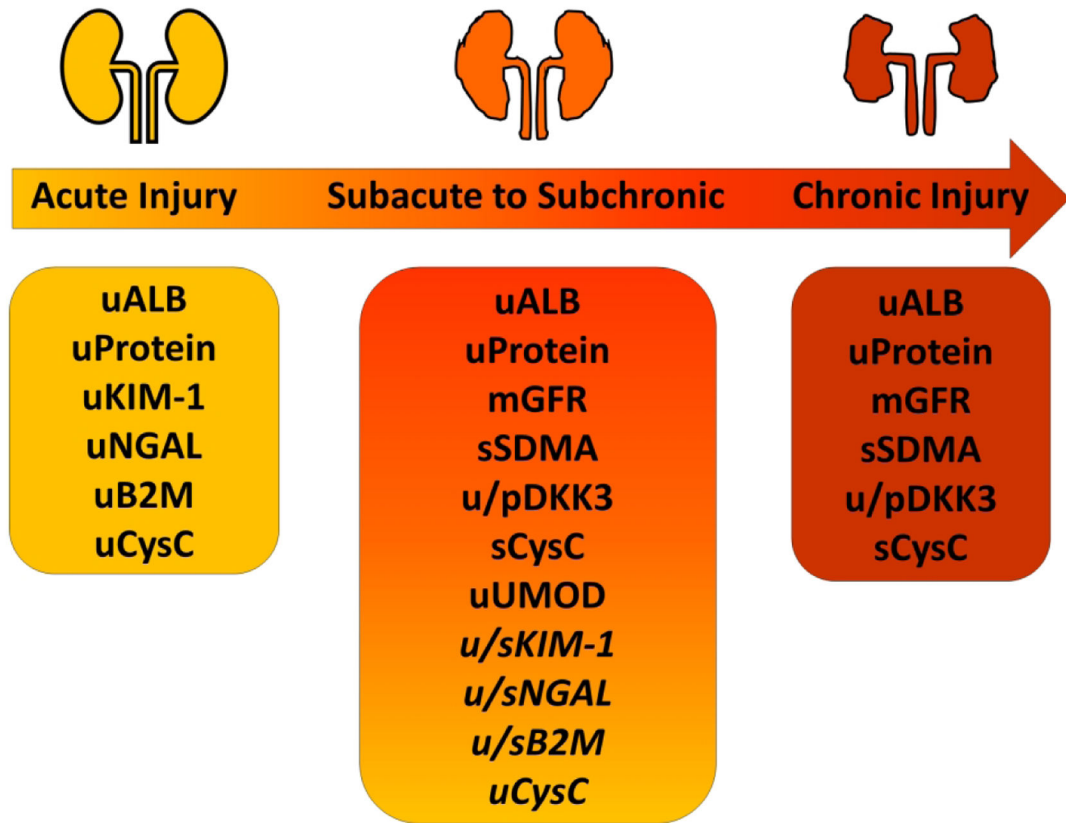 Acute Injury
Subacute to Subchronic
Chronic Injury
uALB
uProtein
uKIM-1
uNGAL
uB2M
uCysC
uALB
uProtein
mGFR
sSDMA
u/pDKK3
sCysC
uUMOD
u/sKIM-1
u/sNGAL
u/sB2M
uCysC
uALB
uProtein
mGFR
sSDMA
u/pDKK3
sCysC